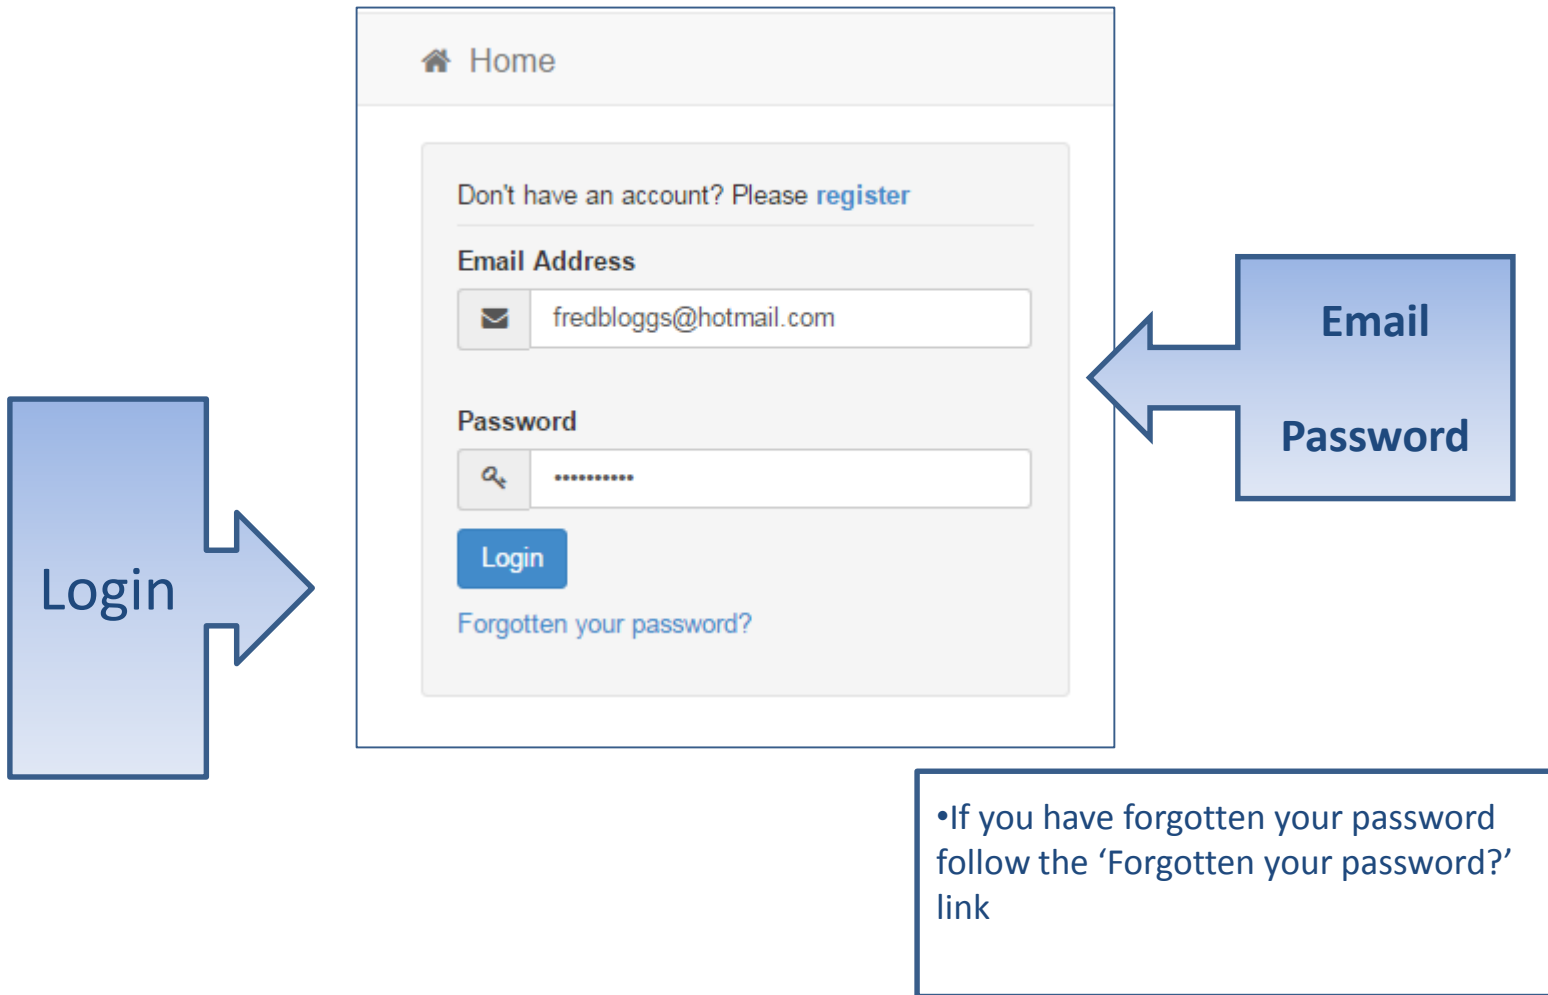 Home
Don't have an account? Please register
Email Address
fredbloggs@hotmail.com
Password
••••••••••
Login
Forgotten your password?
Login
Email
Password
•If you have forgotten your password
follow the ‘Forgotten your password?’
link